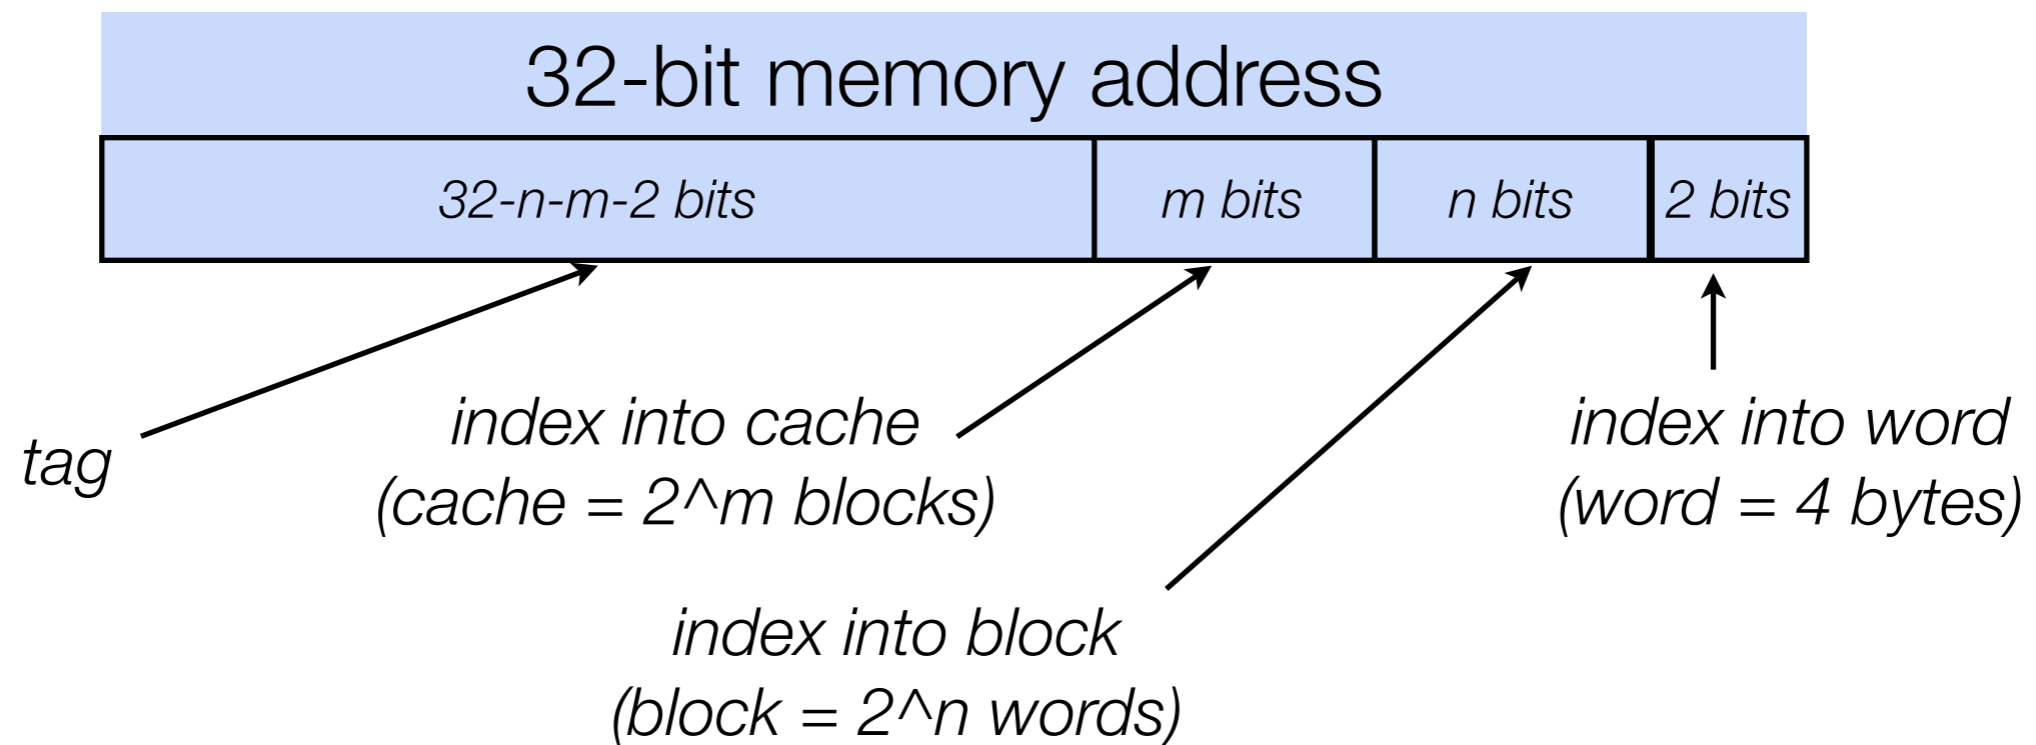 32-bit memory address
32-n-m-2 bits
m bits
n bits
2 bits
tag
index into cache
(cache = 2^m blocks)
index into block
(block = 2^n words)
index into word
(word = 4 bytes)